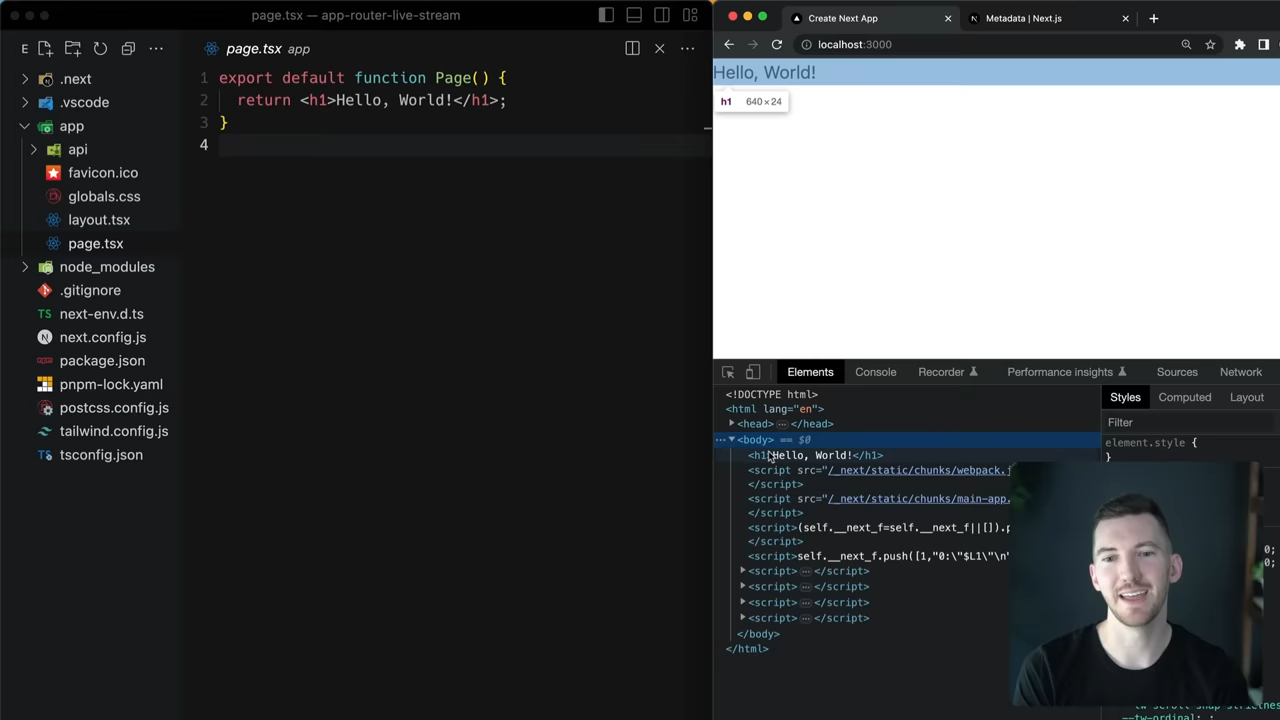 page.tsx — app-router-live-stream
E
.next
.vscode
app
api
favicon.ico
globals.css
layout.tsx
page.tsx
node_modules
.gitignore
next-env.d.ts
next.config.js
package.json
pnpm-lock.yaml
postcss.config.js
tailwind.config.js
tsconfig.json
TS
page.tsx app
1 export default function Page() {
2 return <h1>Hello, World!</h1>;
3 }
4
Create Next App
Metadata | Next.js
localhost:3000
Hello, World!
h1 640 × 24
Elements Console Recorder Performance insights Sources Network
<!DOCTYPE html>
<html lang="en">
<head> ··· </head>
··· <body> == $0
<h1>Hello, World!</h1>
<script src="/_next/static/chunks/webpack.j
</script>
<script src="/_next/static/chunks/main-app.
</script>
<script>(self.__next_f=self.__next_f||[]).p
</script>
<script>self.__next_f.push([1,"0:\"$L1\"\n"
<script> ··· </script>
<script> ··· </script>
<script> ··· </script>
<script> ··· </script>
</body>
</html>
Styles Computed Layout
Filter
element.style {
}
0;
0;
--tw-ordinal: ;